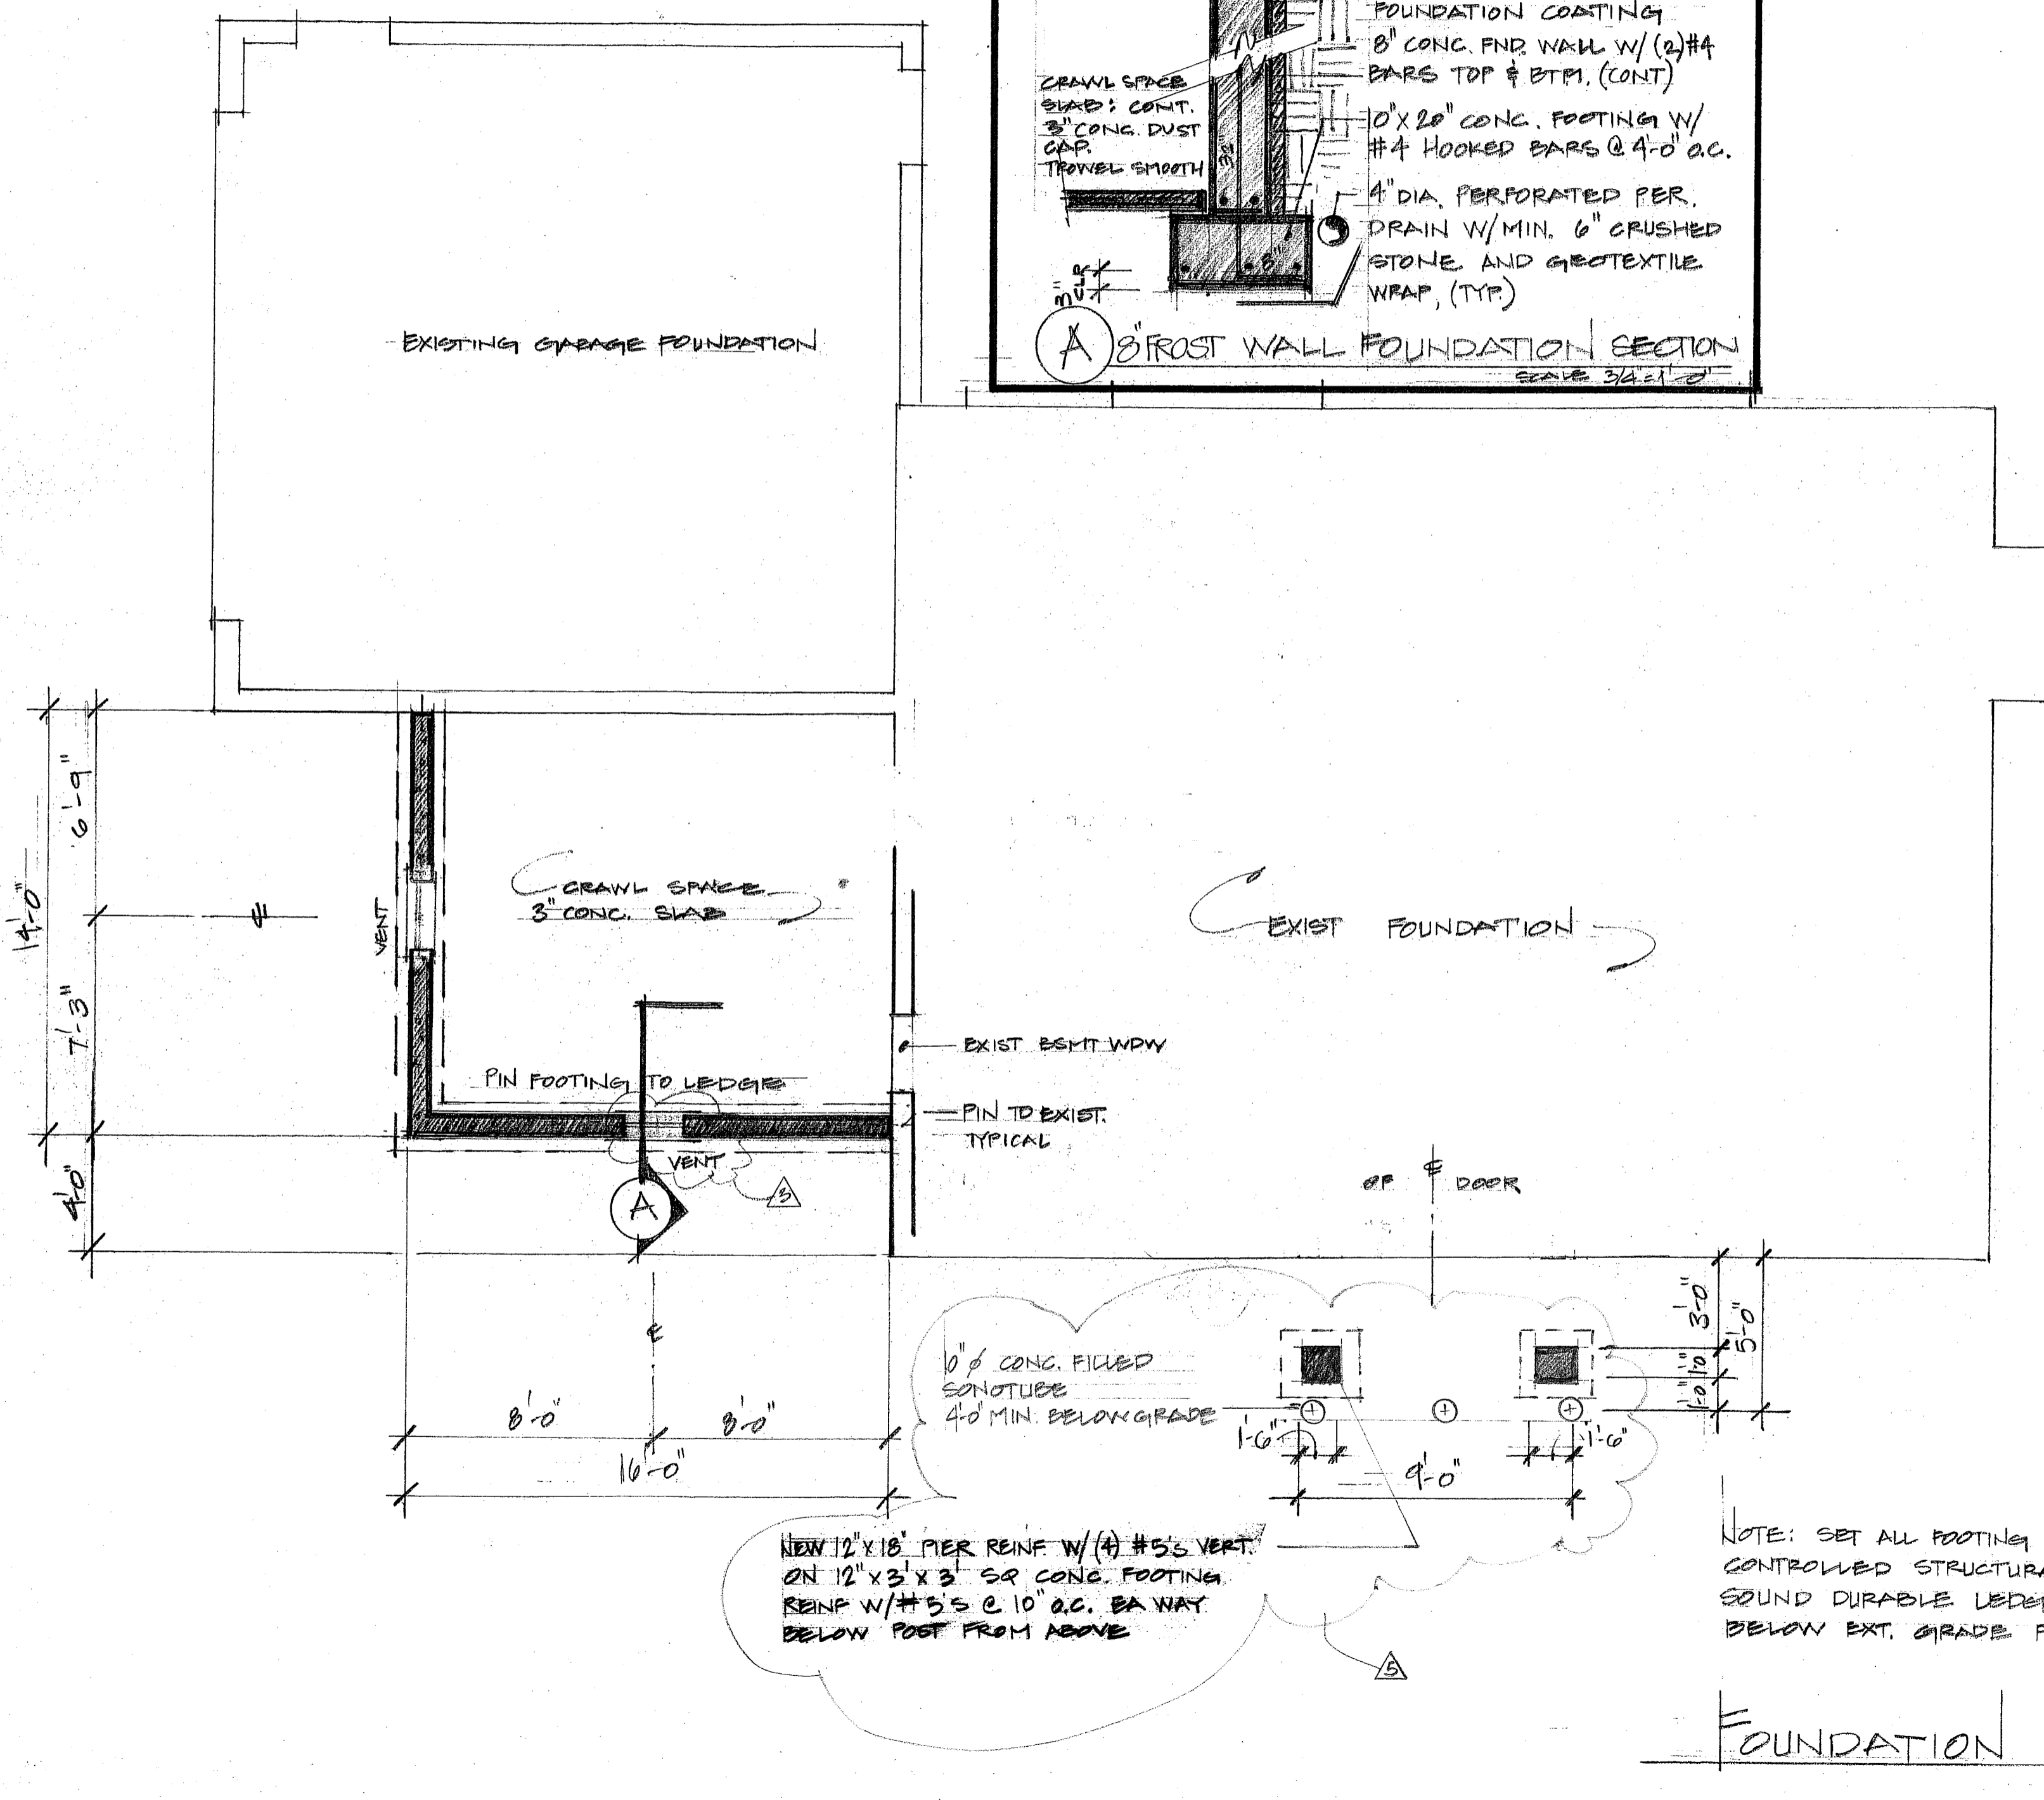 FOUNDATION COATING
8" CONC. FND. WALL W/ (2)#4
BARS TOP & BTM. (CONT)
10"X20" CONC. FOOTING W/
#4 HOOKED BARS @ 4'-0" O.C.
4" DIA. PERFORATED PER.
DRAIN W/ MIN. 6" CRUSHED
STONE AND GEOTEXTILE
WRAP, (TYP.)
CRAWL SPACE
SLAB: CONT.
3" CONC. DUST
CAP.
TROWEL SMOOTH
32"
8"
3"
CLR
A 8" FROST WALL FOUNDATION SECTION
SCALE 3/4"=1'-0"
EXISTING GARAGE FOUNDATION
14'-0"
6'-9"
7'-3"
4'-0"
VENT
CRAWL SPACE
3" CONC. SLAB
EXIST FOUNDATION
EXIST BSMT WDW
PIN FOOTING TO LEDGE
PIN TO EXIST.
TYPICAL
VENT
3
A
OF ℄ DOOR
8'-0" 8'-0"
16'-0"
10"ϕ CONC. FILLED
SONOTUBE
4'-0" MIN. BELOW GRADE
3'-0"
5'-0"
1'-0"
1'-6" 1'-6"
9'-0"
NEW 12"X18" PIER REINF. W/(4) #5's VERT.
ON 12"X3'X3' SQ CONC. FOOTING
REINF W/#5'S @ 10" O.C. EA WAY
BELOW POST FROM ABOVE
5
NOTE: SET ALL FOOTING
CONTROLLED STRUCTURA
SOUND DURABLE LEDG
BELOW EXT. GRADE F
FOUNDATION